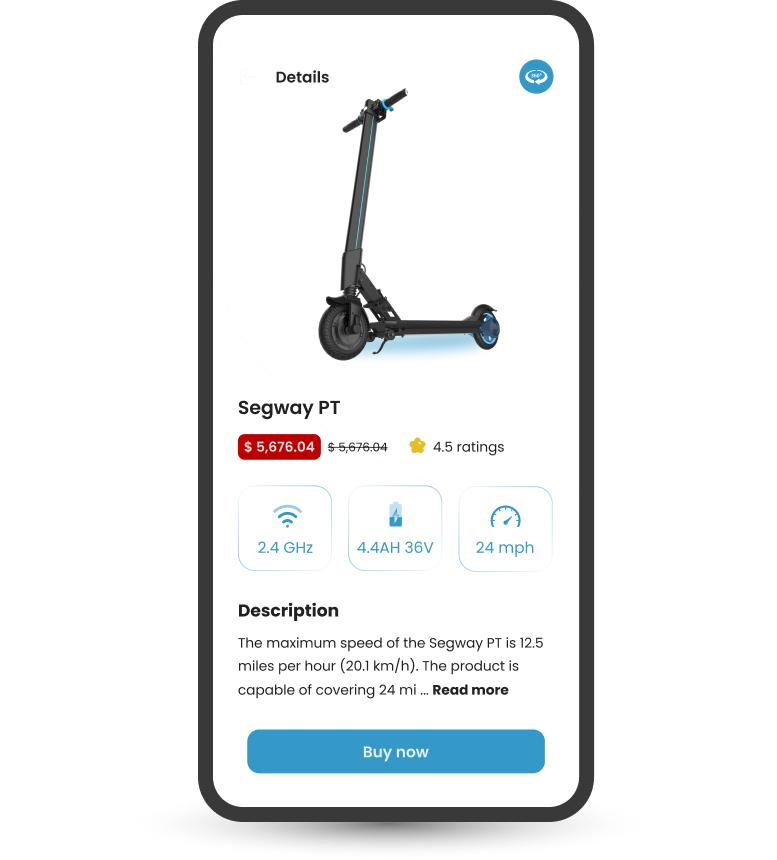 Details
360°
Segway PT
$ 5,676.04 $ 5,676.04 4.5 ratings
2.4 GHz 4.4AH 36V 24 mph
Description
The maximum speed of the Segway PT is 12.5
miles per hour (20.1 km/h). The product is
capable of covering 24 mi ... Read more
Buy now